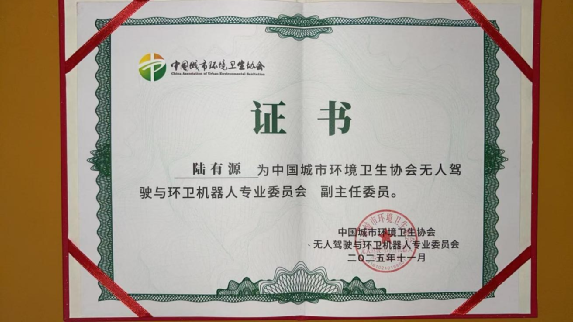 中国城市环境卫生协会
China Association of Urban Environmental Sanitation
证书
陆有源 为中国城市环境卫生协会无人驾
驶与环卫机器人专业委员会 副主任委员。
中国城市环境卫生协会
无人驾驶与环卫机器人专业委员会
二〇二五年十一月